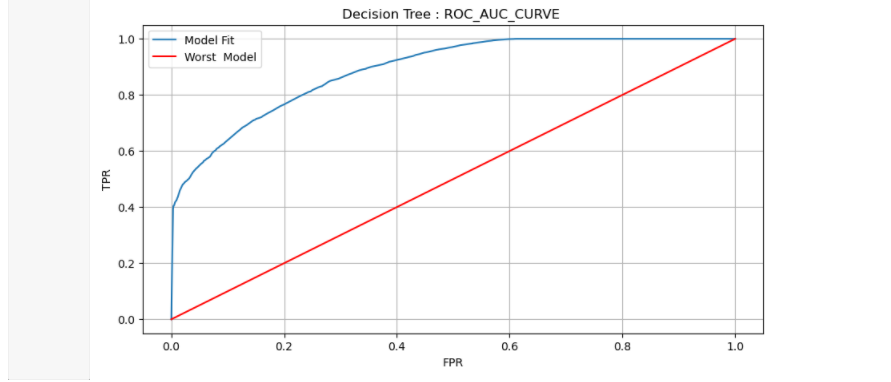 Decision Tree : ROC_AUC_CURVE
Model Fit
Worst  Model
1.0
0.8
0.6
0.4
0.2
0.0
TPR
0.0 0.2 0.4 0.6 0.8 1.0
FPR